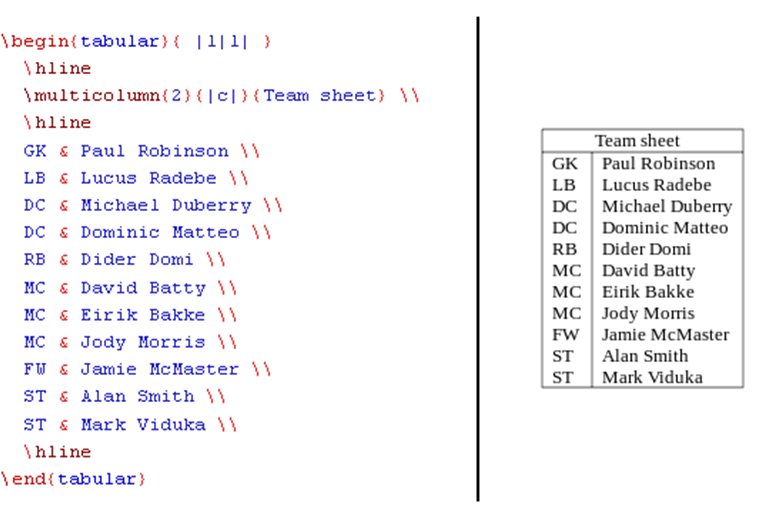 \begin{tabular}{ |l|l| }
\hline
\multicolumn{2}{|c|}{Team sheet} \\
\hline
GK & Paul Robinson \\
LB & Lucus Radebe \\
DC & Michael Duberry \\
DC & Dominic Matteo \\
RB & Dider Domi \\
MC & David Batty \\
MC & Eirik Bakke \\
MC & Jody Morris \\
FW & Jamie McMaster \\
ST & Alan Smith \\
ST & Mark Viduka \\
\hline
\end{tabular}
Team sheet
GK Paul Robinson
LB Lucus Radebe
DC Michael Duberry
DC Dominic Matteo
RB Dider Domi
MC David Batty
MC Eirik Bakke
MC Jody Morris
FW Jamie McMaster
ST Alan Smith
ST Mark Viduka